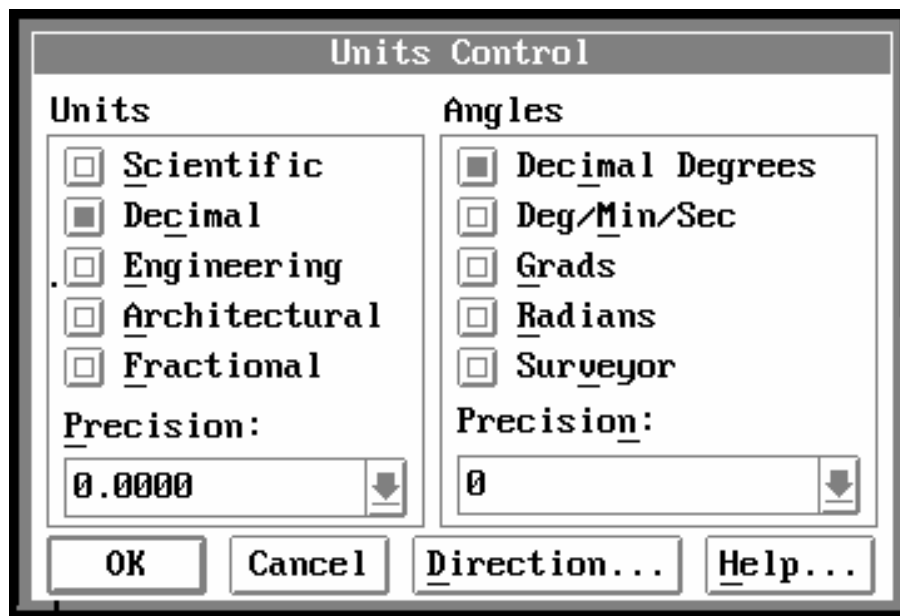 Units Control
Units
Scientific
Decimal
Engineering
Architectural
Fractional
Precision:
0.0000
Angles
Decimal Degrees
Deg/Min/Sec
Grads
Radians
Surveyor
Precision:
0
OK
Cancel
Direction...
Help...